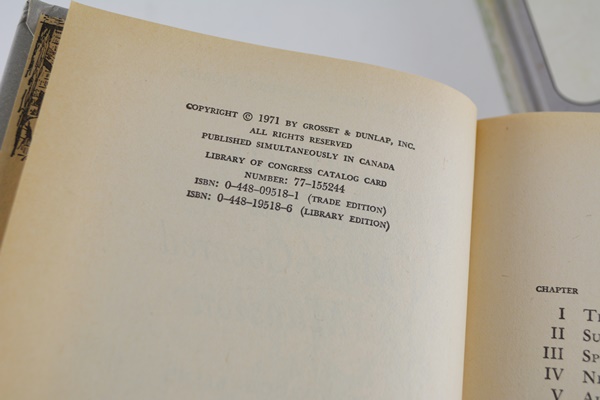 COPYRIGHT © 1971 BY GROSSET & DUNLAP, INC.
ALL RIGHTS RESERVED
PUBLISHED SIMULTANEOUSLY IN CANADA
LIBRARY OF CONGRESS CATALOG CARD
NUMBER: 77–155244
ISBN: 0–448–09518–1 (TRADE EDITION)
ISBN: 0–448–19518–6 (LIBRARY EDITION)
CHAPTER
I
II
III
IV
V